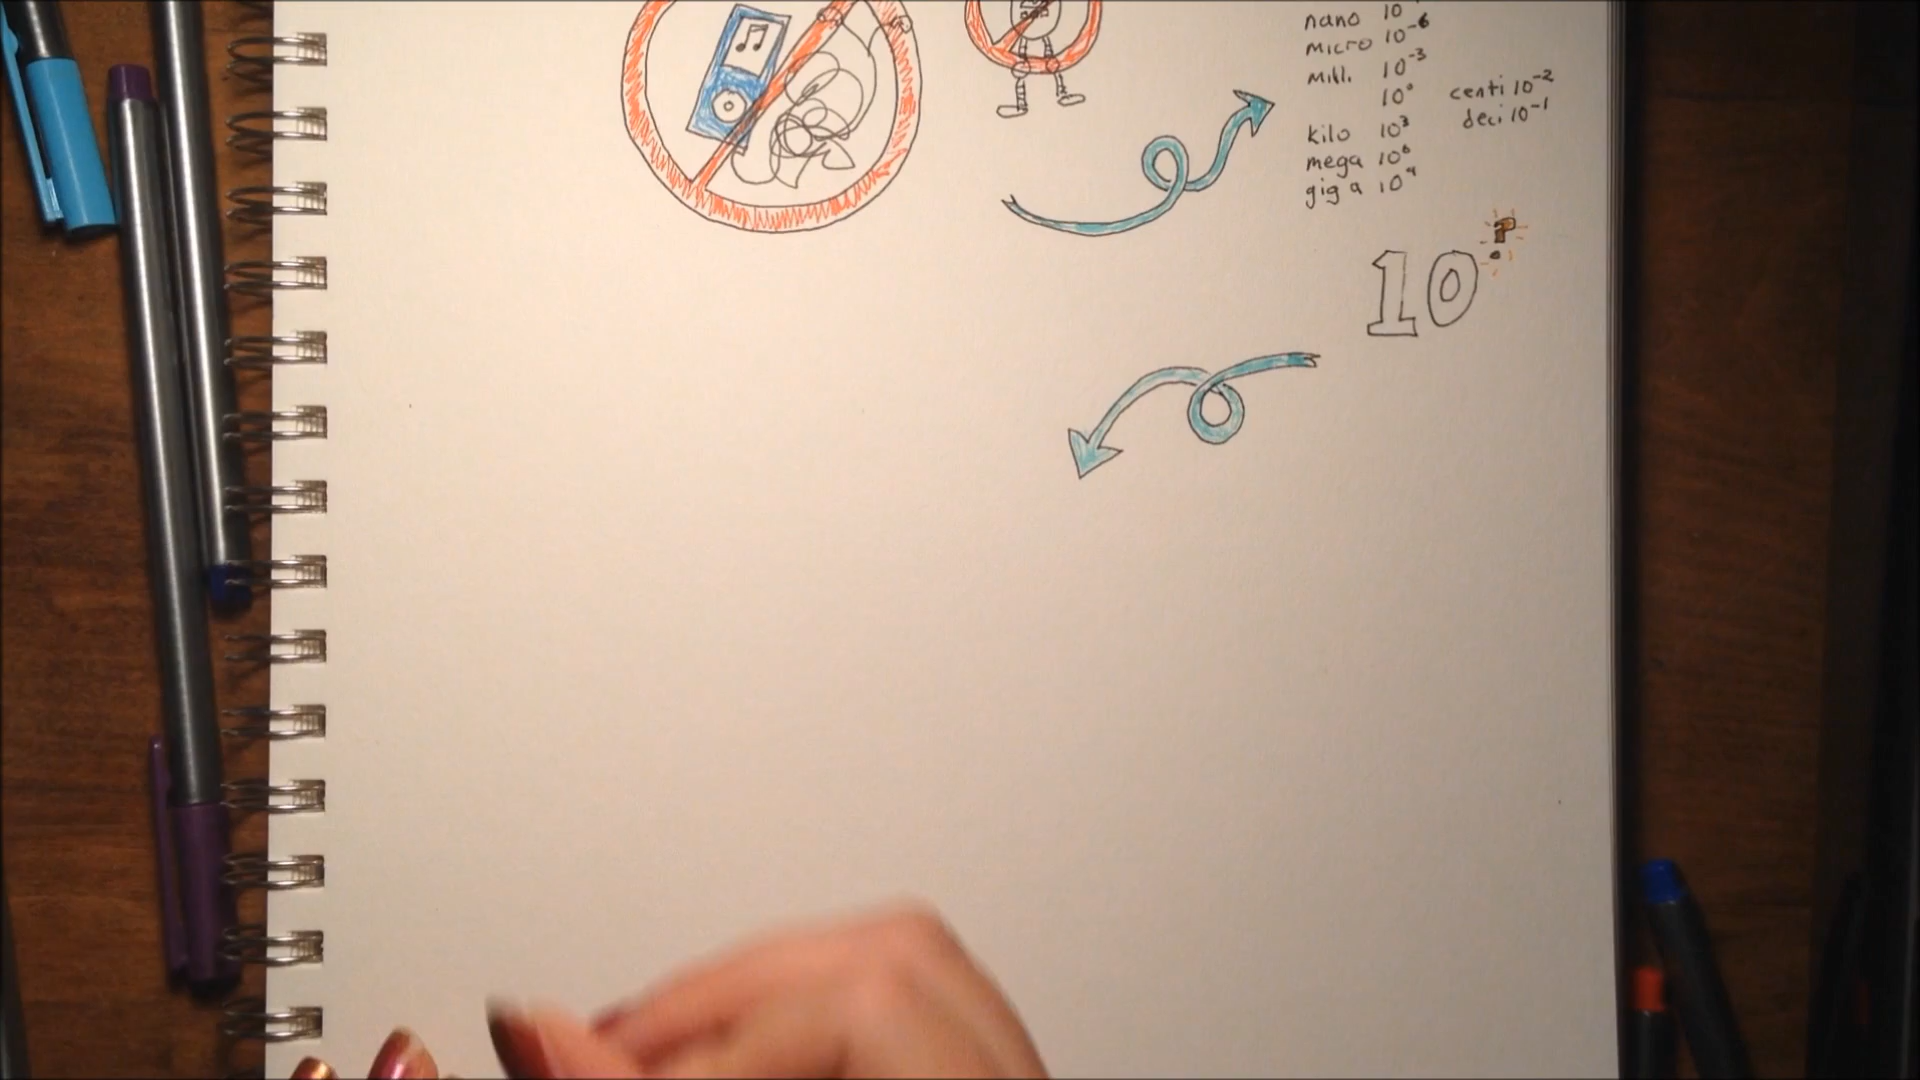 nano 10
micro 10⁻⁶
mill. 10⁻³
10⁰ centi 10⁻²
deci 10⁻¹
kilo 10³
mega 10⁶
giga 10⁹
10?